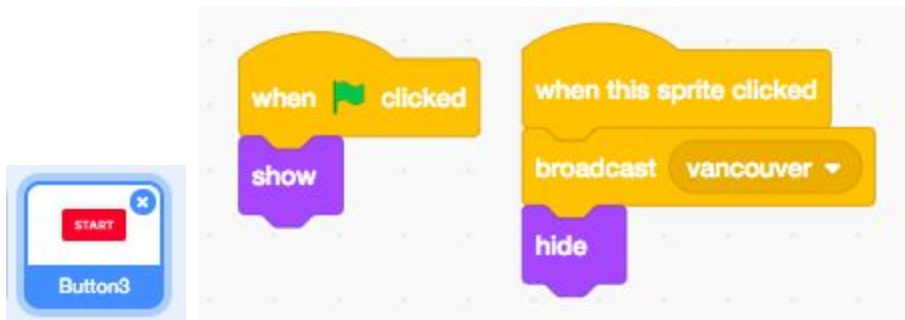 when clicked
show
when this sprite clicked
broadcast vancouver
hide
START
Button3